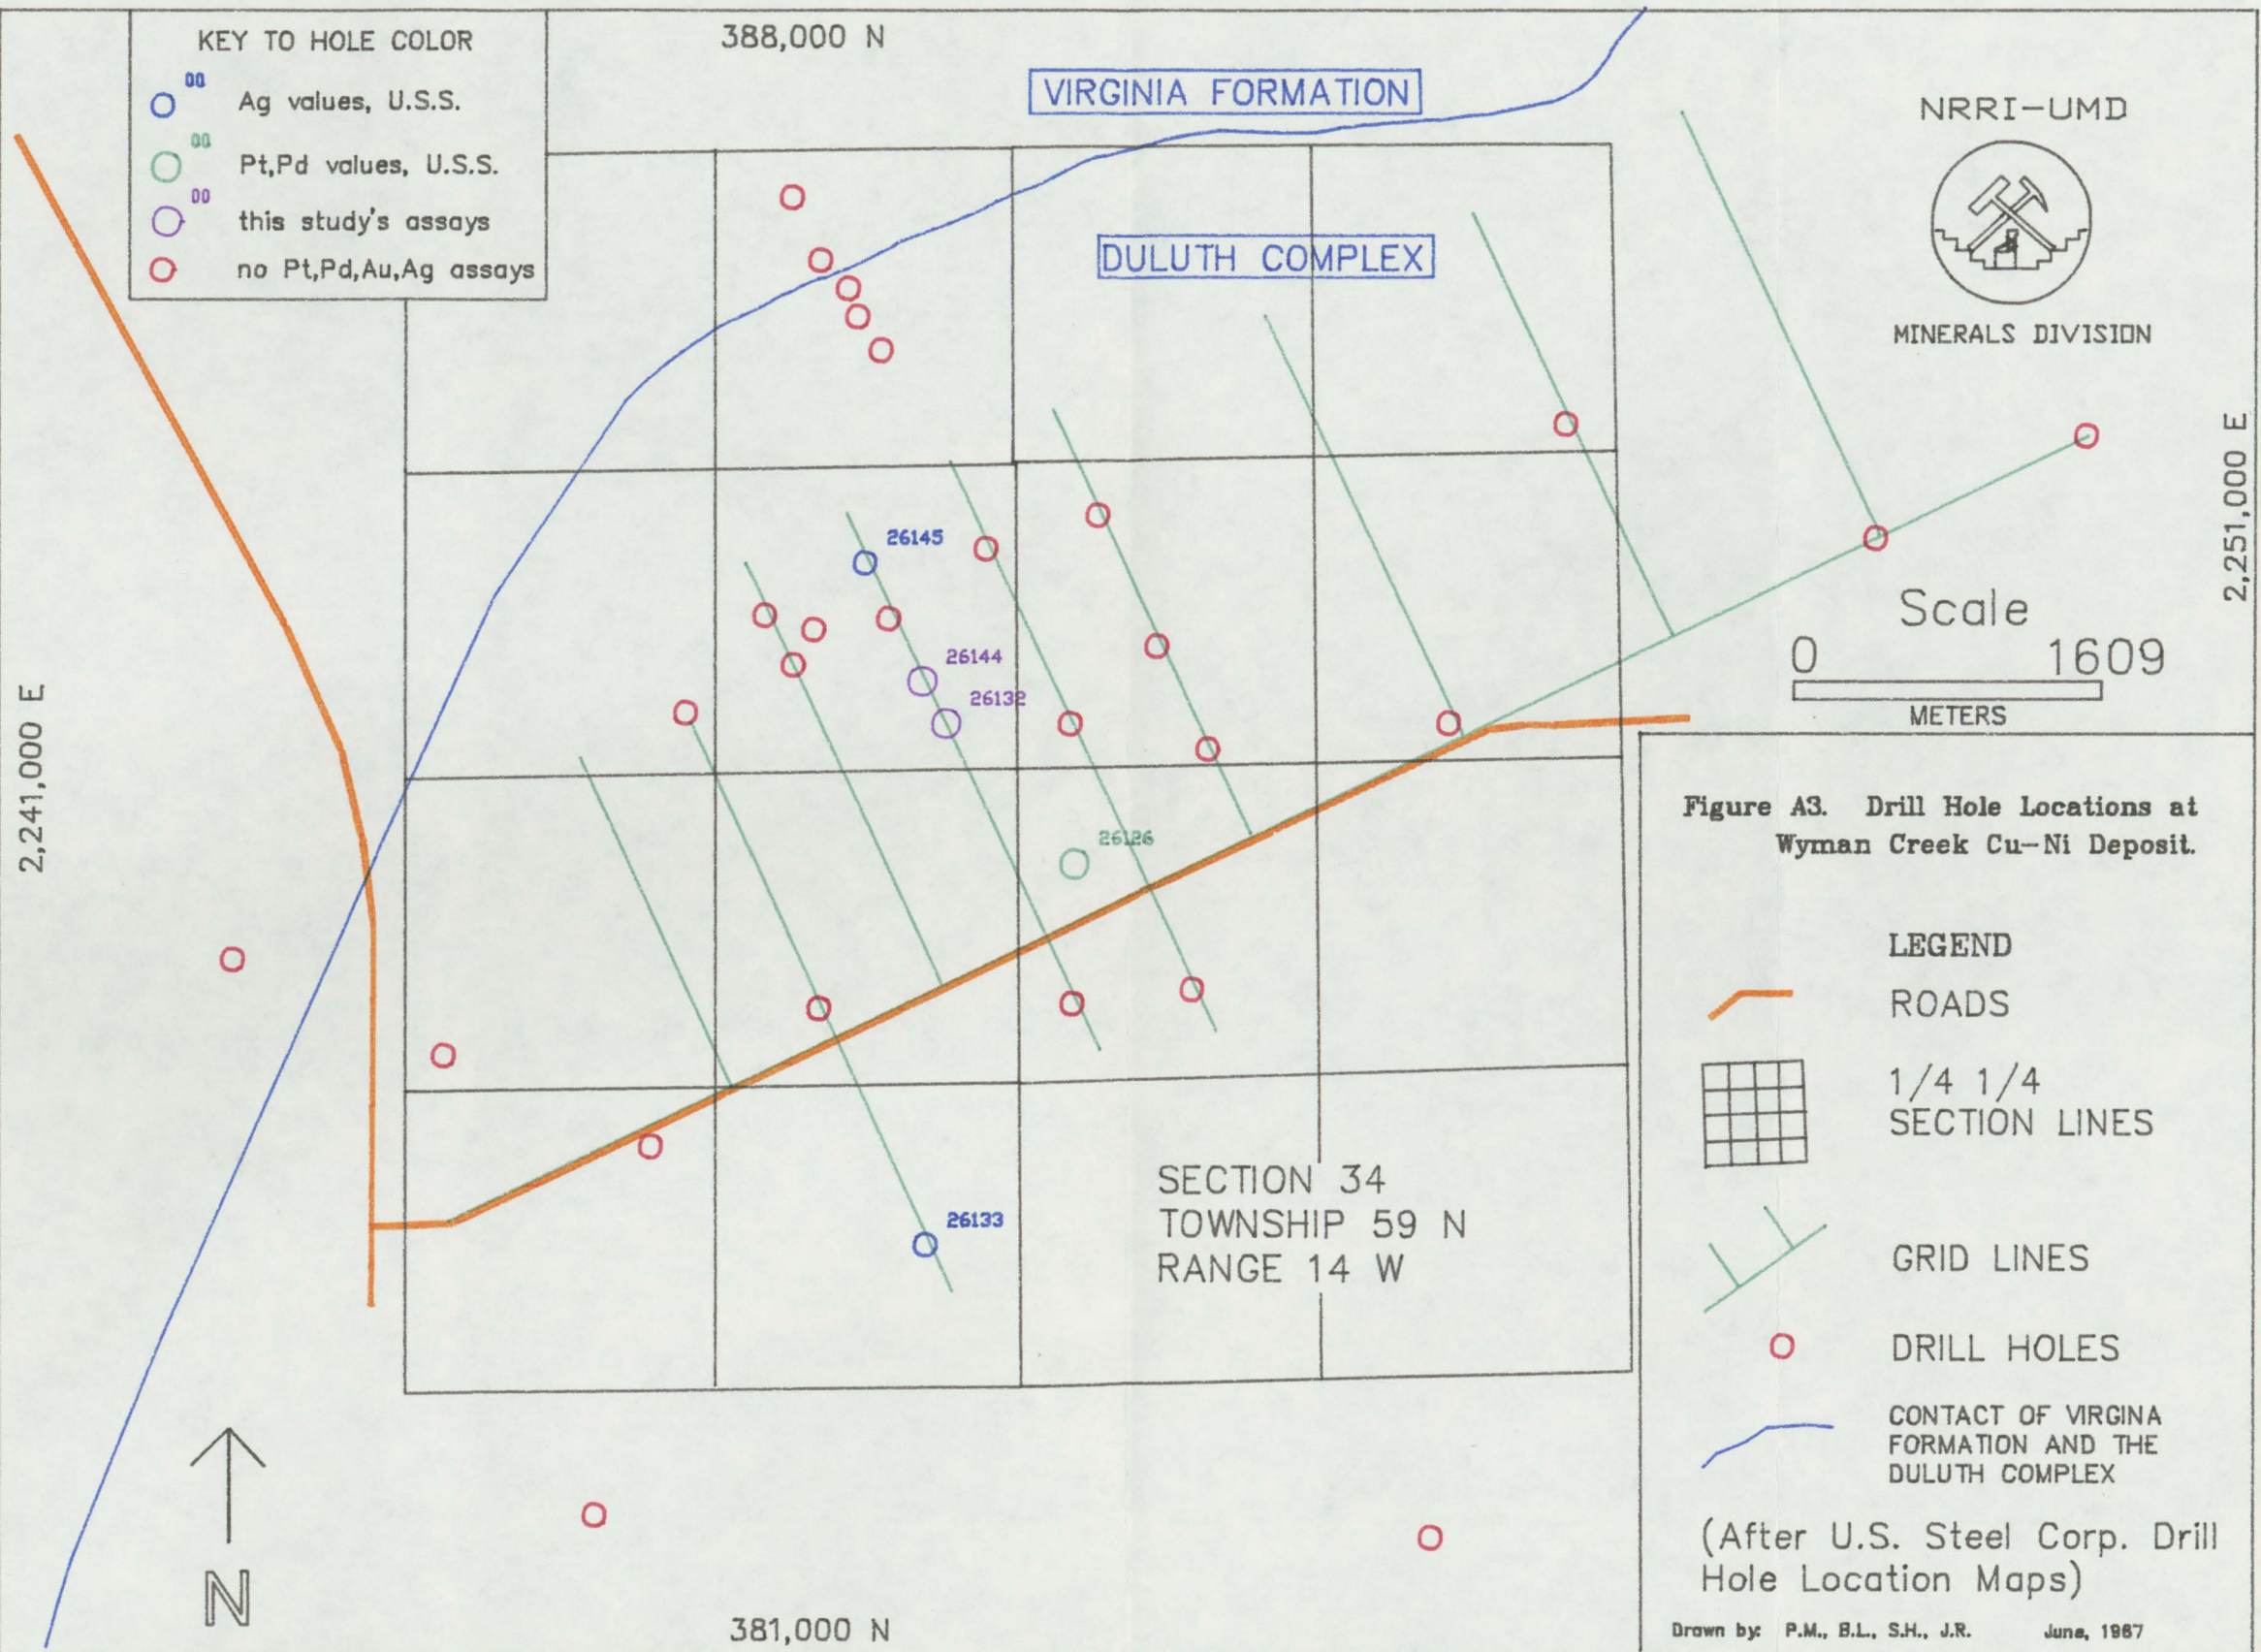 KEY TO HOLE COLOR
00
Ag values, U.S.S.
00
Pt,Pd values, U.S.S.
00
this study's assays
no Pt,Pd,Au,Ag assays
388,000 N
VIRGINIA FORMATION
DULUTH COMPLEX
NRRI-UMD
MINERALS DIVISION
2,251,000 E
2,241,000 E
26145
26144
26132
26126
26133
Scale
0 1609
METERS
SECTION 34
TOWNSHIP 59 N
RANGE 14 W
N
381,000 N
Figure A3. Drill Hole Locations at
Wyman Creek Cu-Ni Deposit.
LEGEND
ROADS
1/4 1/4
SECTION LINES
GRID LINES
DRILL HOLES
CONTACT OF VIRGINA
FORMATION AND THE
DULUTH COMPLEX
(After U.S. Steel Corp. Drill
Hole Location Maps)
Drawn by: P.M., B.L., S.H., J.R. June, 1987